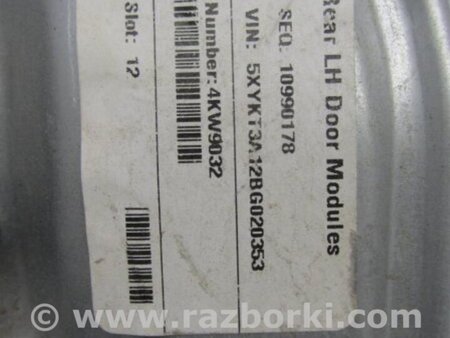 Rear LH Door Modules
SEQ: 10990178
VIN: 5XYKT3A12BG020353
Number: 4KW9032
Slot: 12
© www.razborki.com